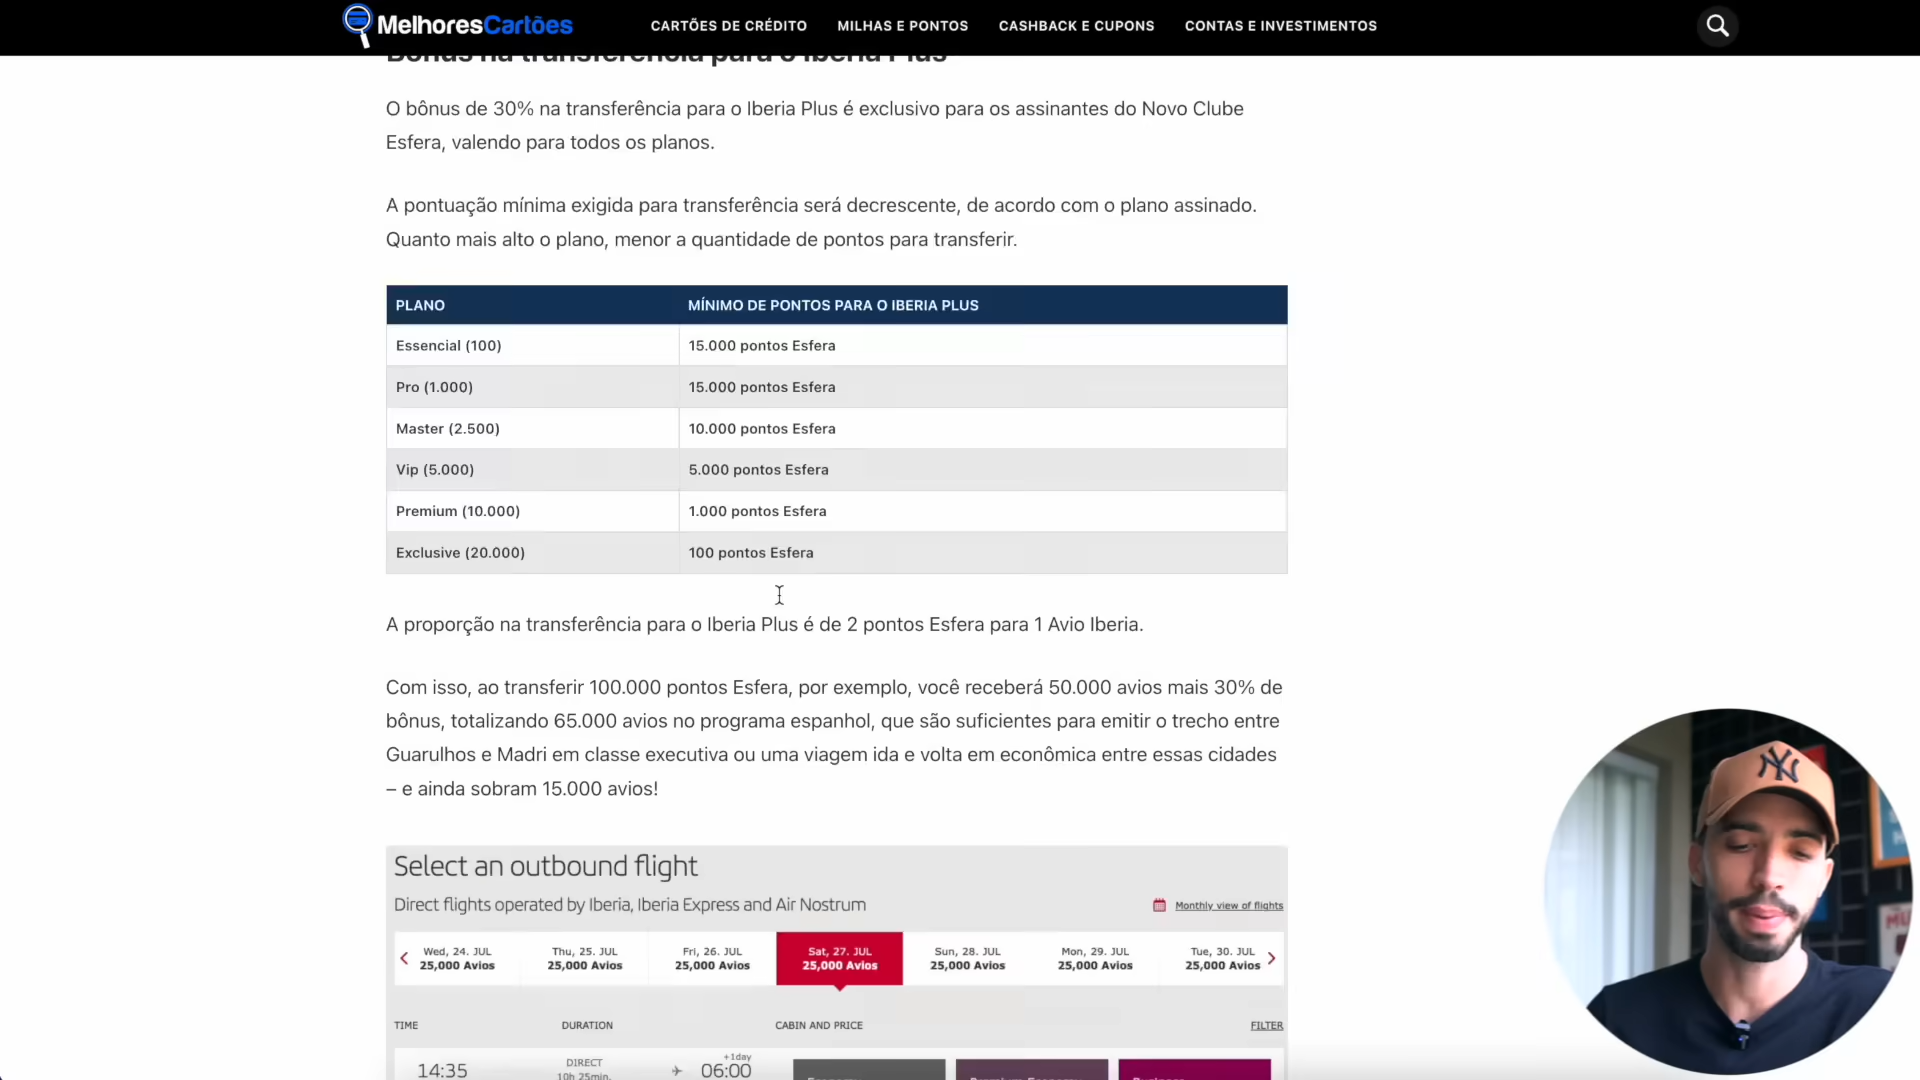 MelhoresCartões
CARTÕES DE CRÉDITO
MILHAS E PONTOS
CASHBACK E CUPONS
CONTAS E INVESTIMENTOS
Bônus na transferência para o Iberia Plus
O bônus de 30% na transferência para o Iberia Plus é exclusivo para os assinantes do Novo Clube
Esfera, valendo para todos os planos.
A pontuação mínima exigida para transferência será decrescente, de acordo com o plano assinado.
Quanto mais alto o plano, menor a quantidade de pontos para transferir.
PLANO MÍNIMO DE PONTOS PARA O IBERIA PLUS
Essencial (100) 15.000 pontos Esfera
Pro (1.000) 15.000 pontos Esfera
Master (2.500) 10.000 pontos Esfera
Vip (5.000) 5.000 pontos Esfera
Premium (10.000) 1.000 pontos Esfera
Exclusive (20.000) 100 pontos Esfera
A proporção na transferência para o Iberia Plus é de 2 pontos Esfera para 1 Avio Iberia.
Com isso, ao transferir 100.000 pontos Esfera, por exemplo, você receberá 50.000 avios mais 30% de
bônus, totalizando 65.000 avios no programa espanhol, que são suficientes para emitir o trecho entre
Guarulhos e Madri em classe executiva ou uma viagem ida e volta em econômica entre essas cidades
– e ainda sobram 15.000 avios!
Select an outbound flight
Direct flights operated by Iberia, Iberia Express and Air Nostrum
Monthly view of flights
Wed, 24. JUL Thu, 25. JUL Fri, 26. JUL Sat, 27. JUL Sun, 28. JUL Mon, 29. JUL Tue, 30. JUL
25,000 Avios 25,000 Avios 25,000 Avios 25,000 Avios 25,000 Avios 25,000 Avios 25,000 Avios
TIME DURATION CABIN AND PRICE FILTER
14:35 DIRECT +1day 06:00
10h 25min.
NY